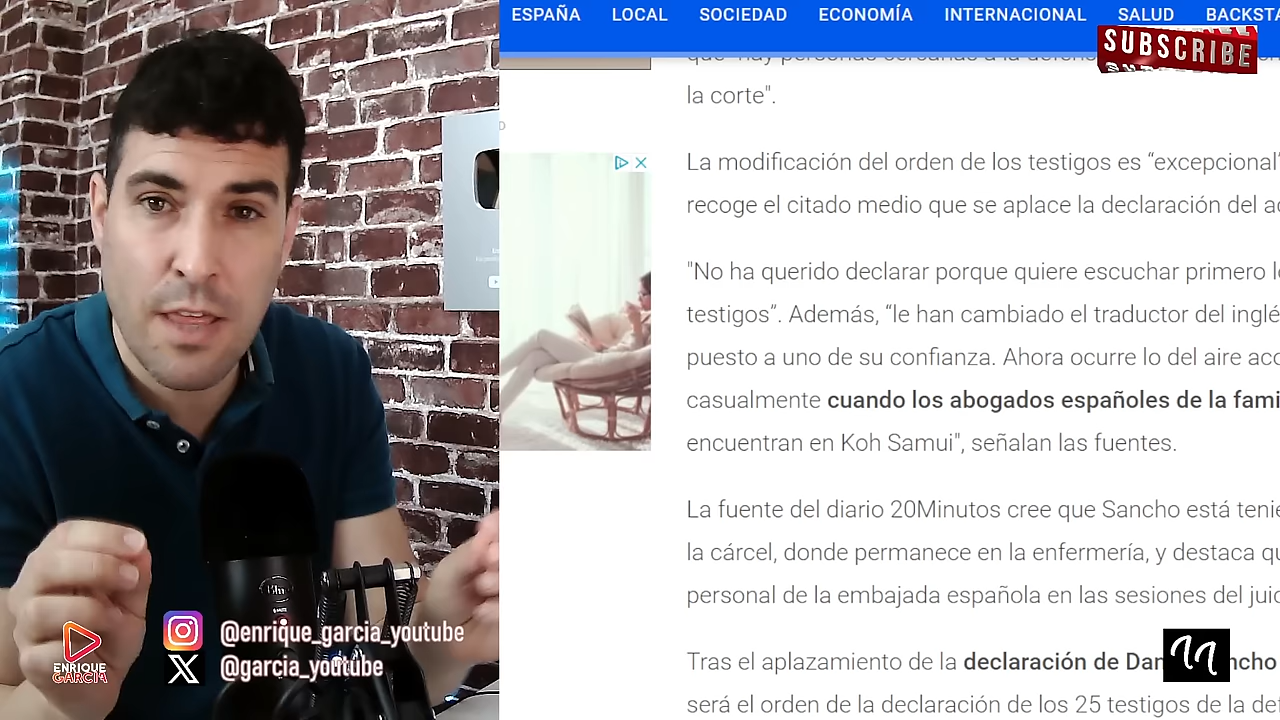 ESPAÑA LOCAL SOCIEDAD ECONOMÍA INTERNACIONAL SALUD BACKSTA
SUBSCRIBE
la corte".
La modificación del orden de los testigos es “excepcional”
recoge el citado medio que se aplace la declaración del ac
"No ha querido declarar porque quiere escuchar primero lo
testigos”. Además, “le han cambiado el traductor del inglé
puesto a uno de su confianza. Ahora ocurre lo del aire aco
casualmente cuando los abogados españoles de la fami
encuentran en Koh Samui", señalan las fuentes.
La fuente del diario 20Minutos cree que Sancho está tenie
la cárcel, donde permanece en la enfermería, y destaca qu
personal de la embajada española en las sesiones del juic
Tras el aplazamiento de la declaración de Dan ncho
será el orden de la declaración de los 25 testigos de la def
@enrique_garcia_youtube
@garcia_youtube
ENRIQUE
GARCIA